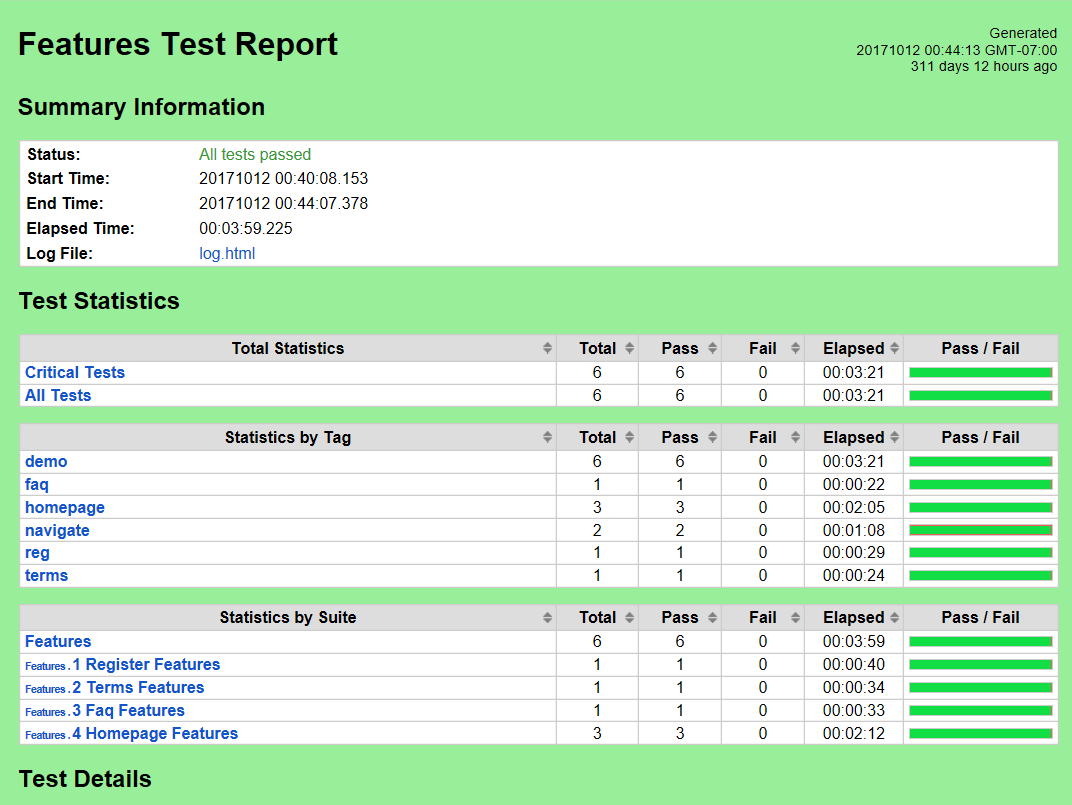 Features Test Report
Generated
20171012 00:44:13 GMT-07:00
311 days 12 hours ago
Summary Information
Status: All tests passed
Start Time: 20171012 00:40:08.153
End Time: 20171012 00:44:07.378
Elapsed Time: 00:03:59.225
Log File: log.html
Test Statistics
Total Statistics Total Pass Fail Elapsed Pass / Fail
Critical Tests 6 6 0 00:03:21
All Tests 6 6 0 00:03:21
Statistics by Tag Total Pass Fail Elapsed Pass / Fail
demo 6 6 0 00:03:21
faq 1 1 0 00:00:22
homepage 3 3 0 00:02:05
navigate 2 2 0 00:01:08
reg 1 1 0 00:00:29
terms 1 1 0 00:00:24
Statistics by Suite Total Pass Fail Elapsed Pass / Fail
Features 6 6 0 00:03:59
Features . 1 Register Features 1 1 0 00:00:40
Features . 2 Terms Features 1 1 0 00:00:34
Features . 3 Faq Features 1 1 0 00:00:33
Features . 4 Homepage Features 3 3 0 00:02:12
Test Details